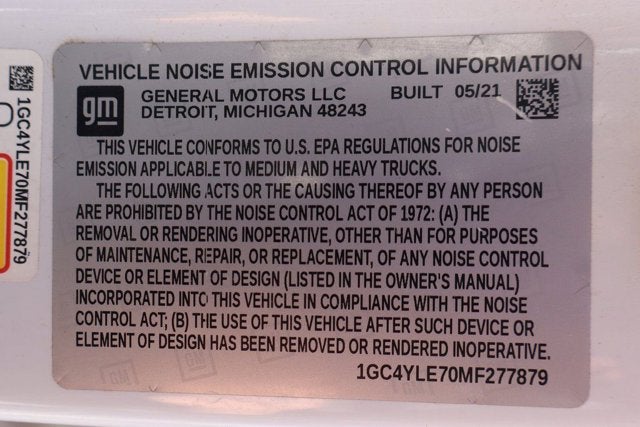 VEHICLE NOISE EMISSION CONTROL INFORMATION
gm
GENERAL MOTORS LLC BUILT 05/21
DETROIT, MICHIGAN 48243
THIS VEHICLE CONFORMS TO U.S. EPA REGULATIONS FOR NOISE
EMISSION APPLICABLE TO MEDIUM AND HEAVY TRUCKS.
THE FOLLOWING ACTS OR THE CAUSING THEREOF BY ANY PERSON
ARE PROHIBITED BY THE NOISE CONTROL ACT OF 1972: (A) THE
REMOVAL OR RENDERING INOPERATIVE, OTHER THAN FOR PURPOSES
OF MAINTENANCE, REPAIR, OR REPLACEMENT, OF ANY NOISE CONTROL
DEVICE OR ELEMENT OF DESIGN (LISTED IN THE OWNER'S MANUAL)
INCORPORATED INTO THIS VEHICLE IN COMPLIANCE WITH THE NOISE
CONTROL ACT; (B) THE USE OF THIS VEHICLE AFTER SUCH DEVICE OR
ELEMENT OF DESIGN HAS BEEN REMOVED OR RENDERED INOPERATIVE.
1GC4YLE70MF277879
1GC4YLE70MF277879